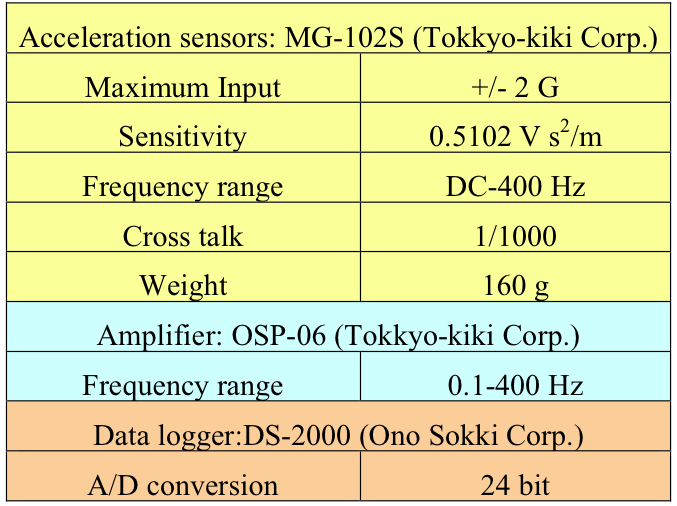 Acceleration sensors: MG-102S (Tokkyo-kiki Corp.)
Maximum Input +/- 2 G
Sensitivity 0.5102 V s²/m
Frequency range DC-400 Hz
Cross talk 1/1000
Weight 160 g
Amplifier: OSP-06 (Tokkyo-kiki Corp.)
Frequency range 0.1-400 Hz
Data logger:DS-2000 (Ono Sokki Corp.)
A/D conversion 24 bit